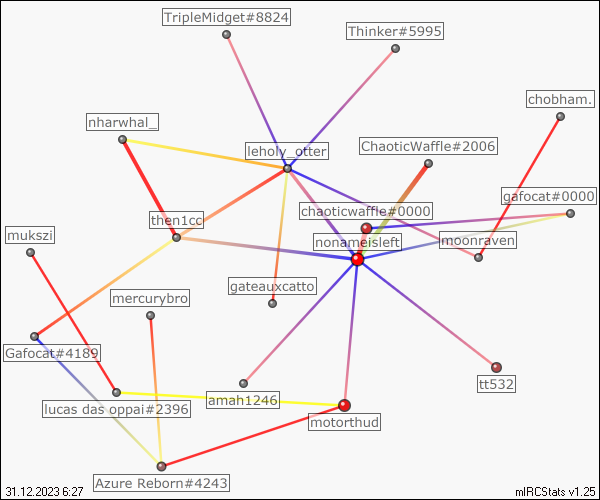 TripleMidget#8824
Thinker#5995
chobham.
nharwhal_
leholy_otter
ChaoticWaffle#2006
gafocat#0000
chaoticwaffle#0000
then1cc
mukszi
nonameisleft
moonraven
gateauxcatto
mercurybro
Gafocat#4189
tt532
amah1246
lucas das oppai#2396
motorthud
Azure Reborn#4243
31.12.2023 6:27
mIRCStats v1.25